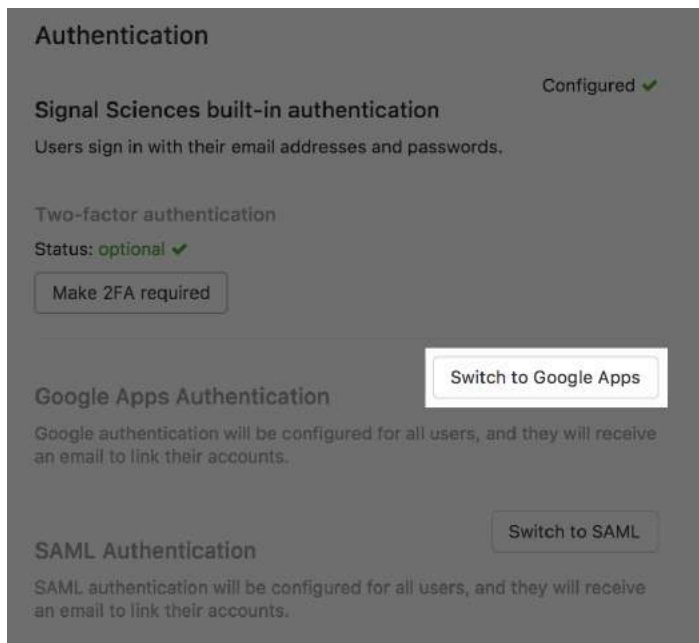 Authentication
Configured ✔
Signal Sciences built-in authentication
Users sign in with their email addresses and passwords.
Two-factor authentication
Status: optional ✔
Make 2FA required
Switch to Google Apps
Google Apps Authentication
Google authentication will be configured for all users, and they will receive
an email to link their accounts.
Switch to SAML
SAML Authentication
SAML authentication will be configured for all users, and they will receive
an email to link their accounts.